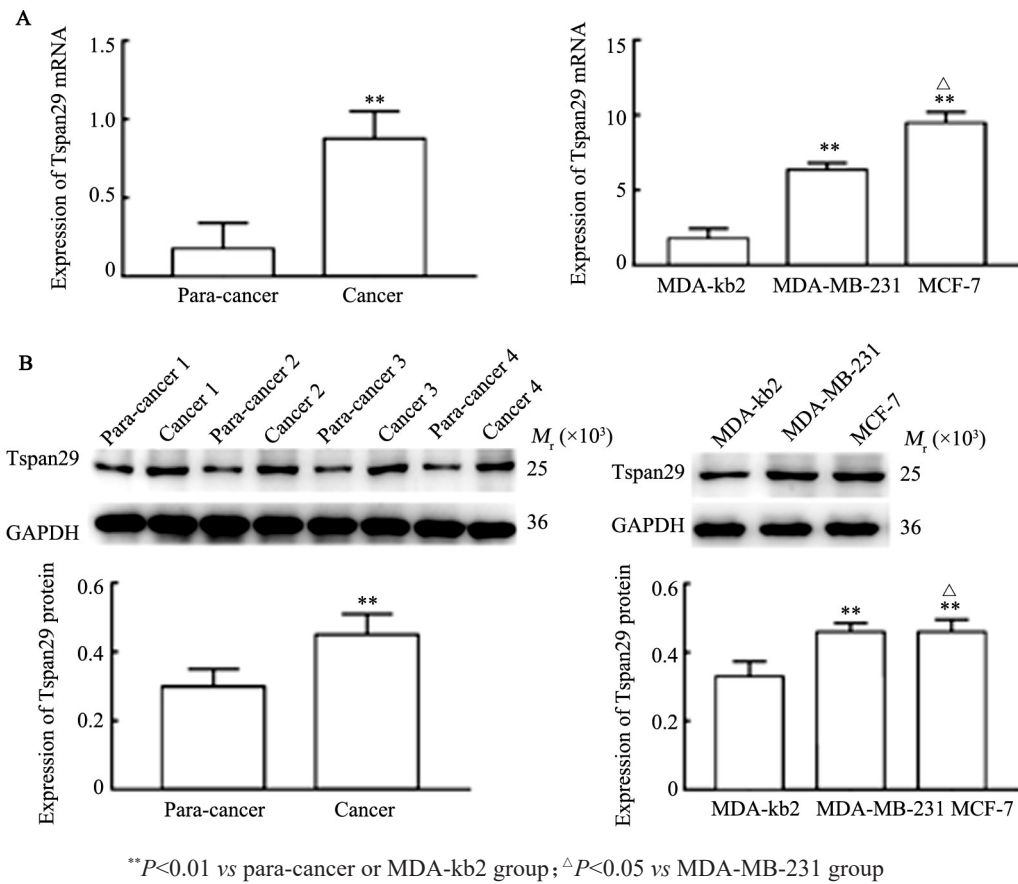 A
Expression of Tspan29 mRNA
1.5
1.0
0.5
0
**
Para-cancer
Cancer
Expression of Tspan29 mRNA
15
10
5
0
**
△
**
MDA-kb2
MDA-MB-231
MCF-7
B
Para-cancer 1
Cancer 1
Para-cancer 2
Cancer 2
Para-cancer 3
Cancer 3
Para-cancer 4
Cancer 4
Mr (×10³)
Tspan29
25
GAPDH
36
MDA-kb2
MDA-MB-231
MCF-7
Mr (×10³)
Tspan29
25
GAPDH
36
Expression of Tspan29 protein
0.6
0.4
0.2
0
**
Para-cancer
Cancer
Expression of Tspan29 protein
0.6
0.4
0.2
0
**
△
**
MDA-kb2
MDA-MB-231
MCF-7
**P<0.01 vs para-cancer or MDA-kb2 group; △P<0.05 vs MDA-MB-231 group